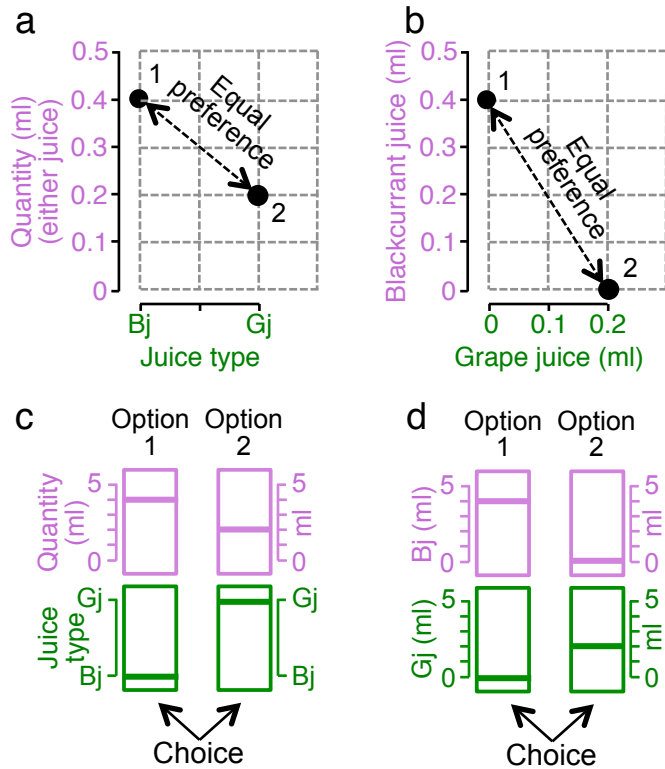 a
0.5
0.4
0.3
0.2
0.1
0
Quantity (ml)
(either juice)
1
Equal
preference
2
Bj
Gj
Juice type
b
0.5
0.4
0.3
0.2
0.1
0
Blackcurrant juice (ml)
1
Equal
preference
2
0
0.1
0.2
Grape juice (ml)
c
Option
1
Option
2
Quantity
(ml)
5
0
5
ml
0
Juice
type
Gj
Bj
Gj
Bj
Choice
d
Option
1
Option
2
Bj (ml)
5
0
5
ml
0
Gj (ml)
5
0
5
ml
0
Choice